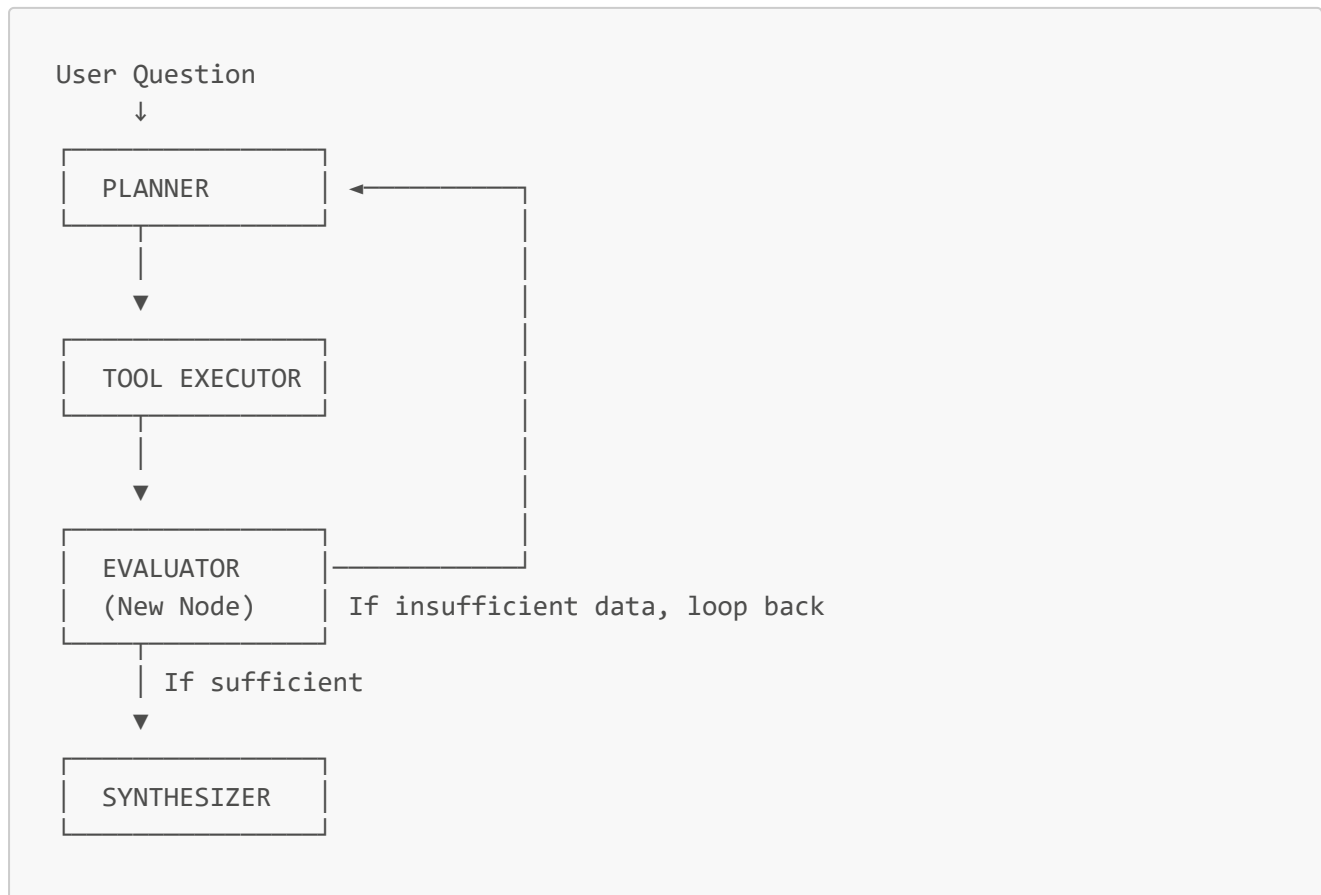 User Question
PLANNER
TOOL EXECUTOR
EVALUATOR
(New Node) If insufficient data, loop back
If sufficient
SYNTHESIZER